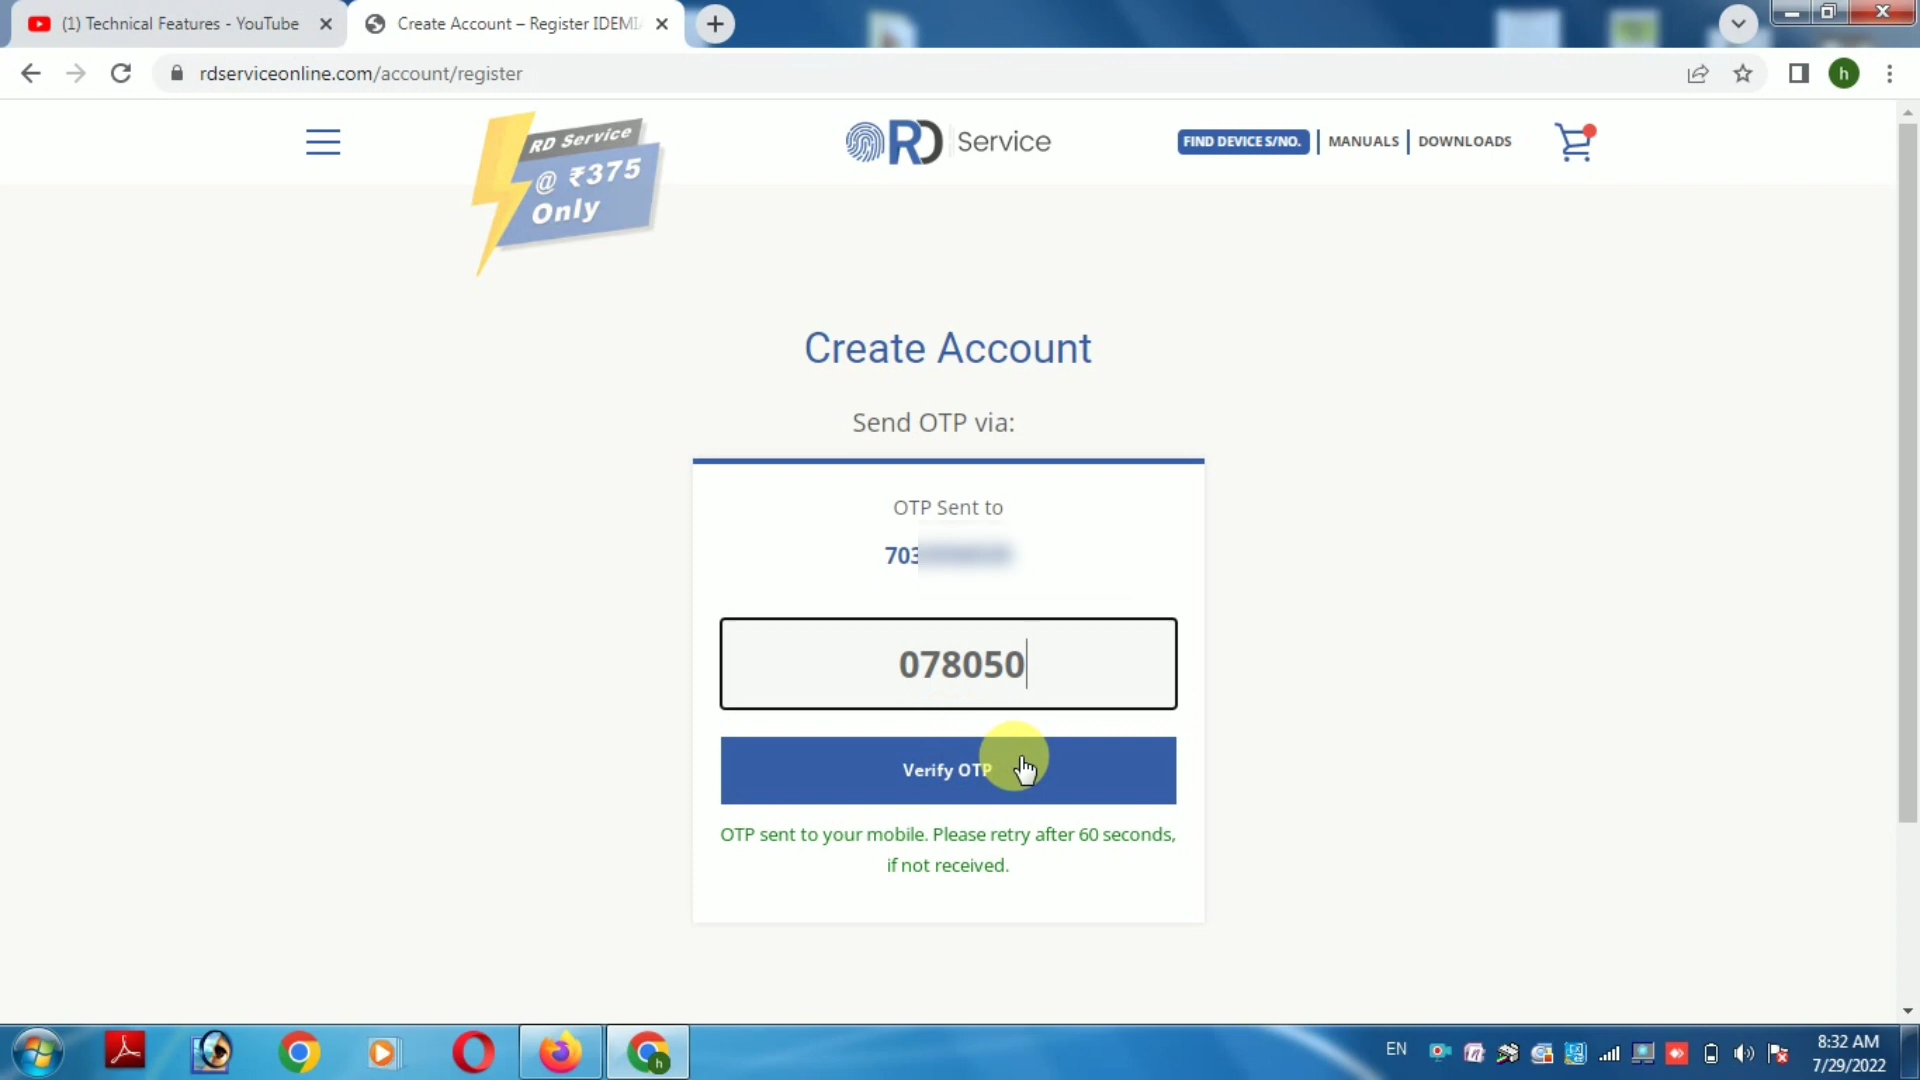 (1) Technical Features - YouTube
Create Account – Register IDEMI
rdserviceonline.com/account/register
h
RD Service
@ ₹375
Only
RD Service
FIND DEVICE S/NO.
MANUALS
DOWNLOADS
Create Account
Send OTP via:
OTP Sent to
703
078050
Verify OTP
OTP sent to your mobile. Please retry after 60 seconds,
if not received.
h
EN
8:32 AM
7/29/2022